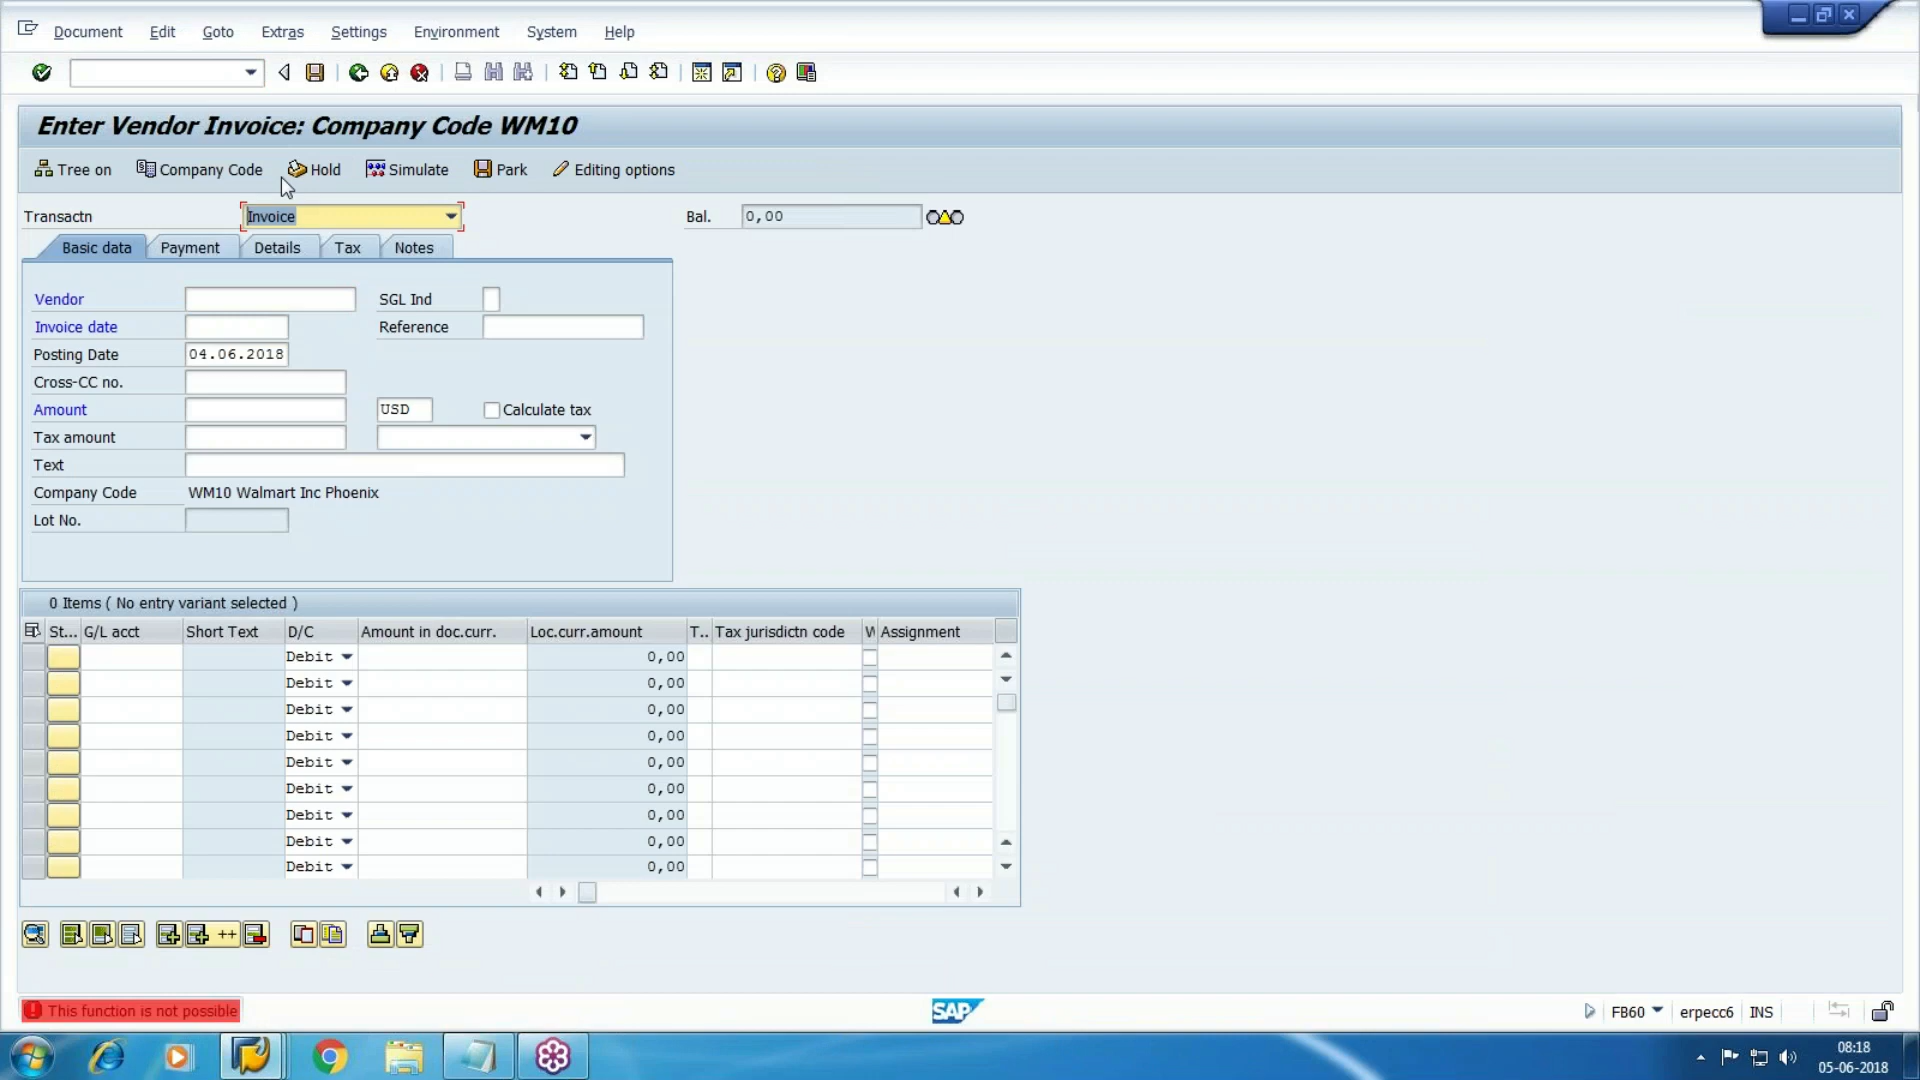 Document Edit Goto Extras Settings Environment System Help
Enter Vendor Invoice: Company Code WM10
Tree on Company Code Hold Simulate Park Editing options
Transactn Invoice Bal. 0,00
Basic data Payment Details Tax Notes
Vendor SGL Ind
Invoice date Reference
Posting Date 04.06.2018
Cross-CC no.
Amount USD Calculate tax
Tax amount
Text
Company Code WM10 Walmart Inc Phoenix
Lot No.
0 Items ( No entry variant selected )
St... G/L acct Short Text D/C Amount in doc.curr. Loc.curr.amount T.. Tax jurisdictn code W Assignment
Debit 0,00
Debit 0,00
Debit 0,00
Debit 0,00
Debit 0,00
Debit 0,00
Debit 0,00
Debit 0,00
Debit 0,00
This function is not possible SAP FB60 erpecc6 INS
08:18
05-06-2018